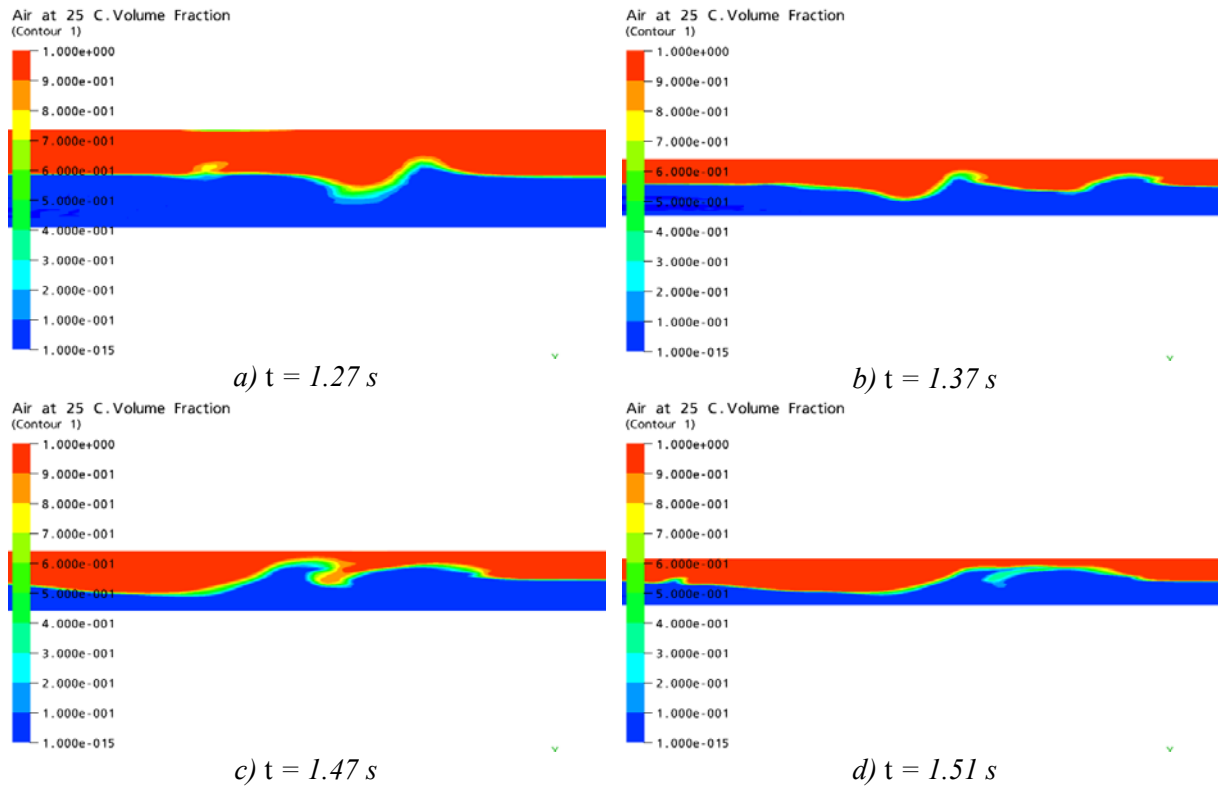 Air at 25 C.Volume Fraction
(Contour 1)
1.000e+000
9.000e-001
8.000e-001
7.000e-001
6.000e-001
5.000e-001
4.000e-001
3.000e-001
2.000e-001
1.000e-001
1.000e-015
a) t = 1.27 s
Air at 25 C.Volume Fraction
(Contour 1)
1.000e+000
9.000e-001
8.000e-001
7.000e-001
6.000e-001
5.000e-001
4.000e-001
3.000e-001
2.000e-001
1.000e-001
1.000e-015
b) t = 1.37 s
Air at 25 C.Volume Fraction
(Contour 1)
1.000e+000
9.000e-001
8.000e-001
7.000e-001
6.000e-001
5.000e-001
4.000e-001
3.000e-001
2.000e-001
1.000e-001
1.000e-015
c) t = 1.47 s
Air at 25 C.Volume Fraction
(Contour 1)
1.000e+000
9.000e-001
8.000e-001
7.000e-001
6.000e-001
5.000e-001
4.000e-001
3.000e-001
2.000e-001
1.000e-001
1.000e-015
d) t = 1.51 s